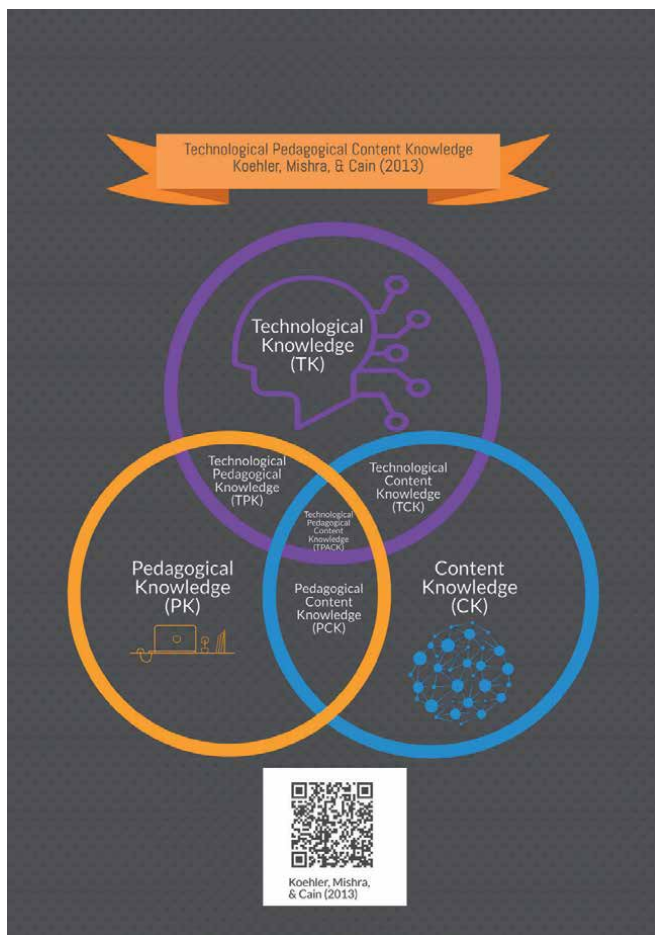 Technological Pedagogical Content Knowledge
Koehler, Mishra, & Cain (2013)
Technological
Knowledge
(TK)
Technological
Pedagogical
Knowledge
(TPK)
Technological
Content
Knowledge
(TCK)
Technological
Pedagogical
Content
Knowledge
(TPACK)
Pedagogical
Knowledge
(PK)
Pedagogical
Content
Knowledge
(PCK)
Content
Knowledge
(CK)
Koehler, Mishra,
& Cain (2013)